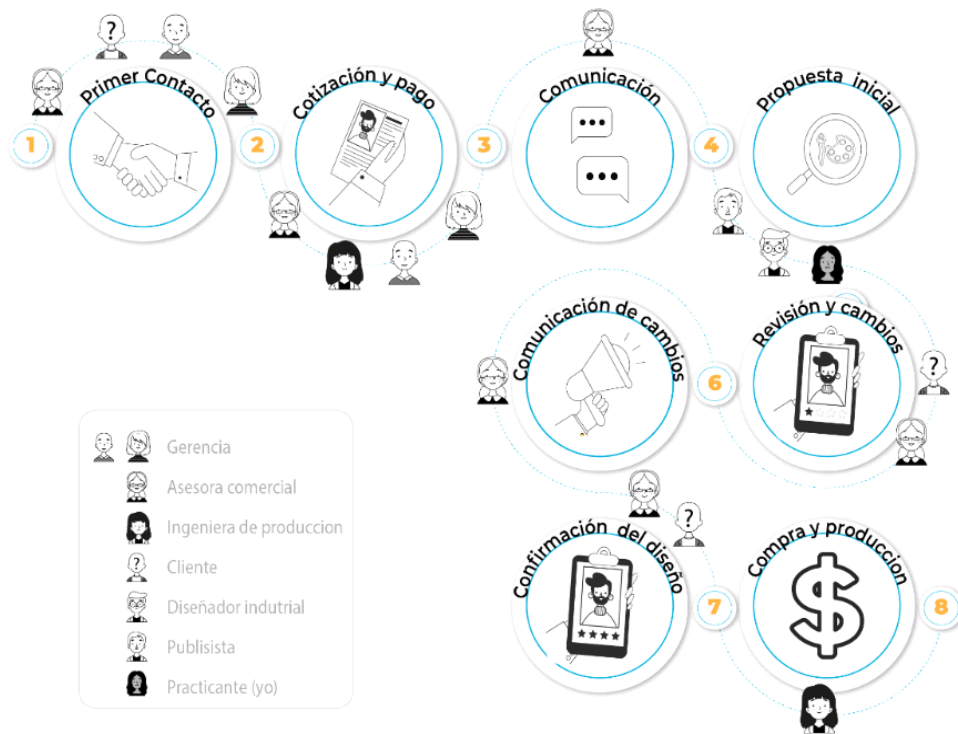 Primer Contacto
Cotización y pago
Comunicación
Propuesta inicial
1
2
3
4
?
Comunicación de cambios
Revisión y cambios
6
?
Gerencia
Asesora comercial
Ingeniera de produccion
?
Cliente
Diseñador indutrial
Publisista
Practicante (yo)
?
Confirmación del diseño
Compra y produccion
$
7
8